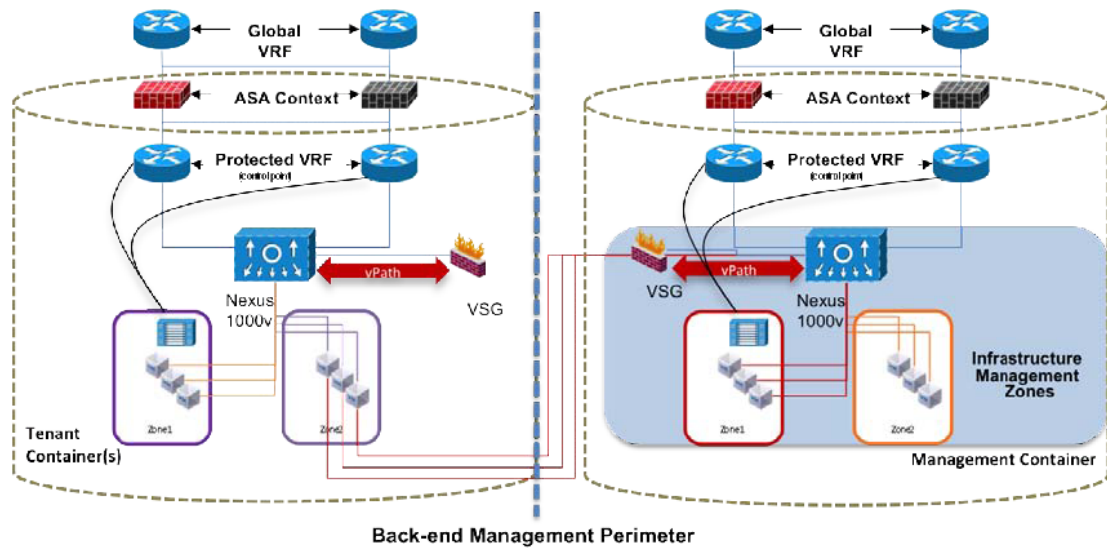 Global
VRF
ASA Context
Protected VRF
(control point)
vPath
VSG
Nexus
1000v
Zone1
Zone2
Tenant
Container(s)
Global
VRF
ASA Context
Protected VRF
(control point)
vPath
VSG
Nexus
1000v
Zone1
Zone2
Infrastructure
Management
Zones
Management Container
Back-end Management Perimeter